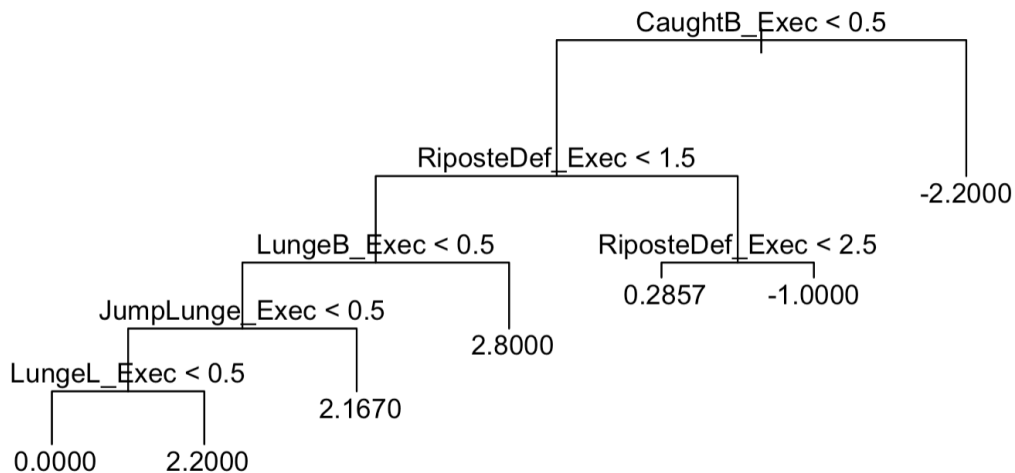 CaughtB_Exec < 0.5
RiposteDef_Exec < 1.5
-2.2000
LungeB_Exec < 0.5
RiposteDef_Exec < 2.5
0.2857
-1.0000
JumpLunge_Exec < 0.5
2.8000
LungeL_Exec < 0.5
2.1670
0.0000
2.2000